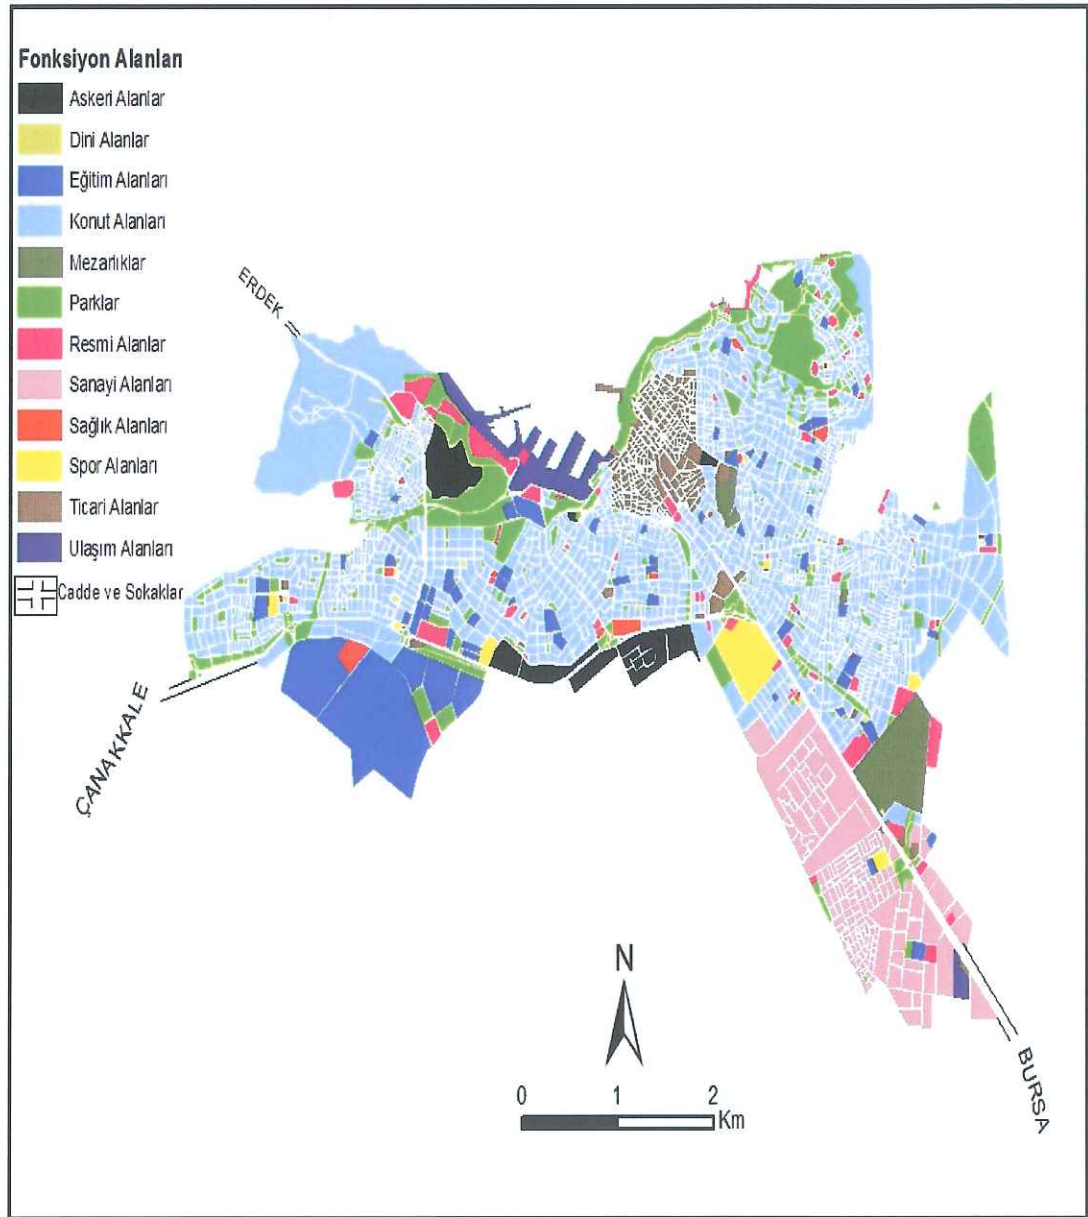 Fonksiyon Alanları
Askeri Alanlar
Dini Alanlar
Eğitim Alanları
Konut Alanları
Mezarlıklar
Parklar
Resmi Alanlar
Sanayi Alanları
Sağlık Alanları
Spor Alanları
Ticari Alanlar
Ulaşım Alanları
Cadde ve Sokaklar
ERDEK
ÇANAKKALE
N
0 1 2
Km
BURSA